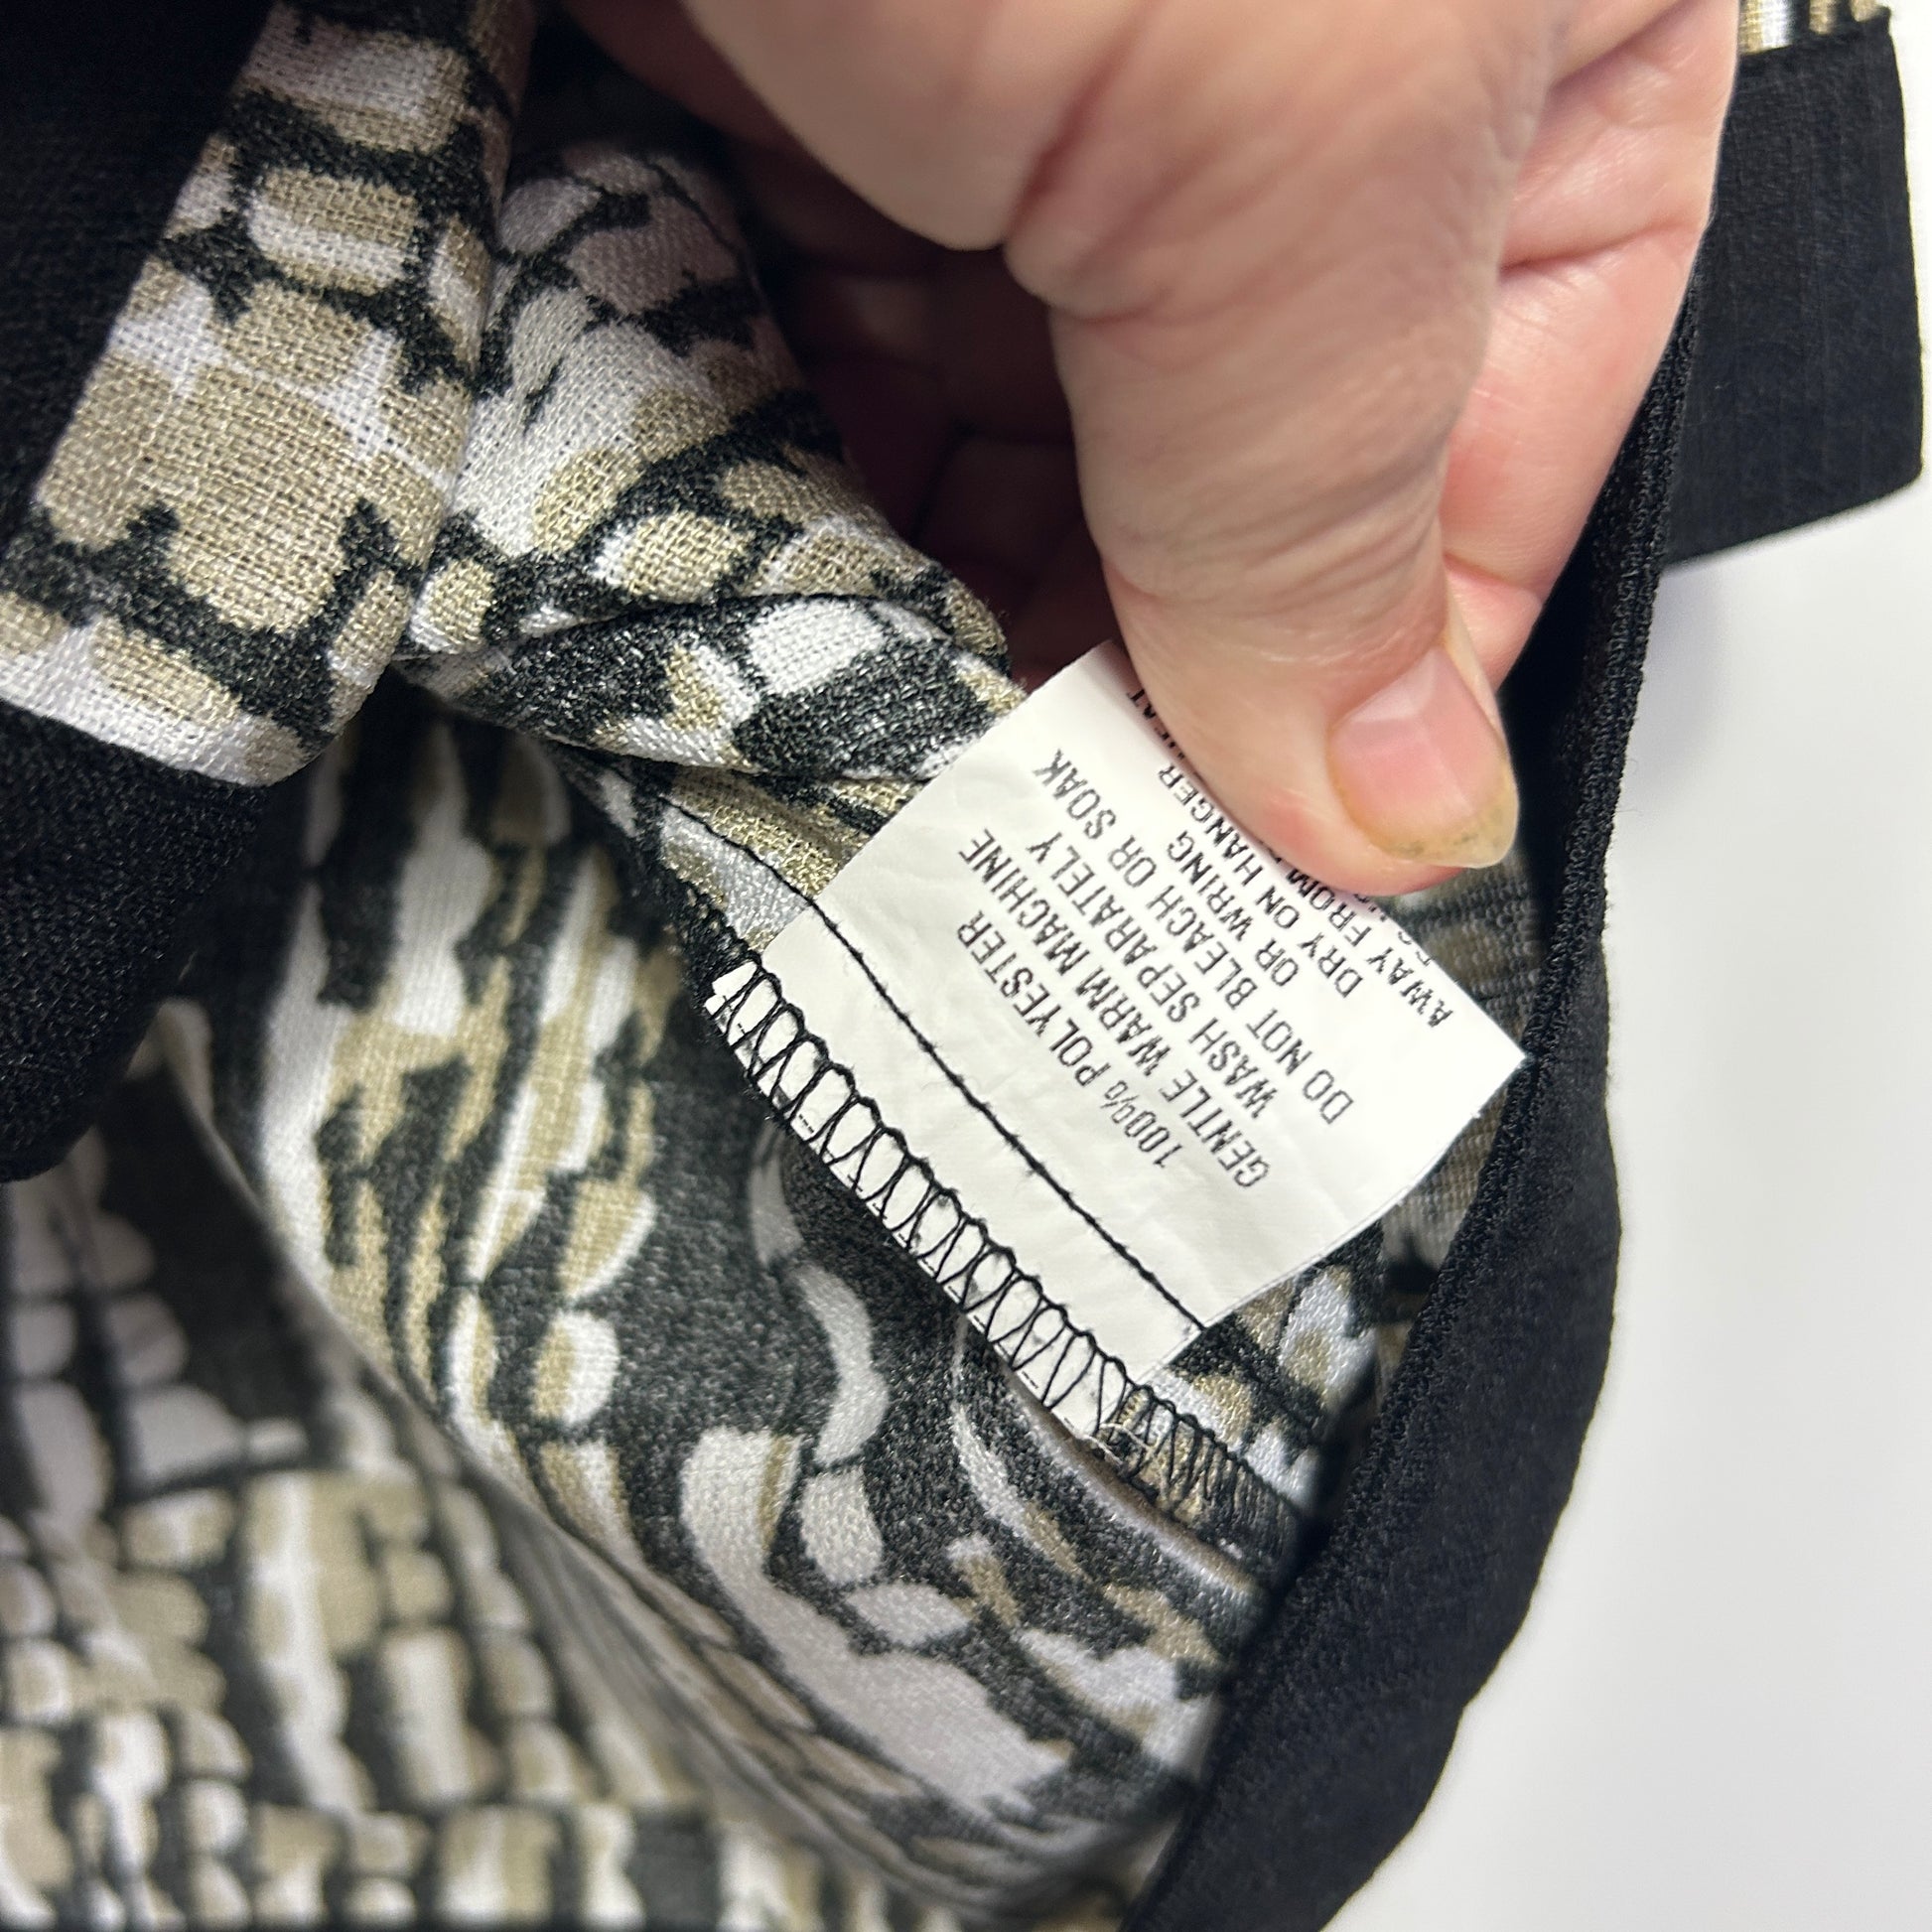 100% POLYESTER
GENTLE WARM MACHINE
WASH SEPARATELY
DO NOT BLEACH OR SOAK
OR WRING
DRY ON HANGER
AWAY FROM